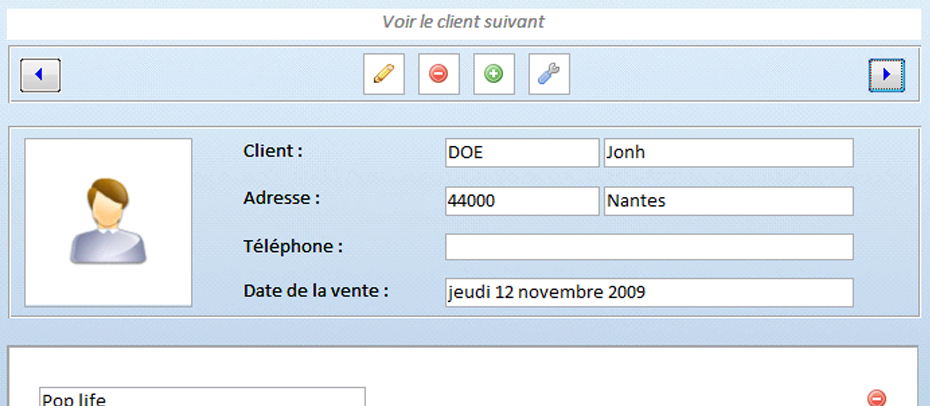 Voir le client suivant
Client : DOE Jonh
Adresse : 44000 Nantes
Téléphone :
Date de la vente : jeudi 12 novembre 2009
Pop life